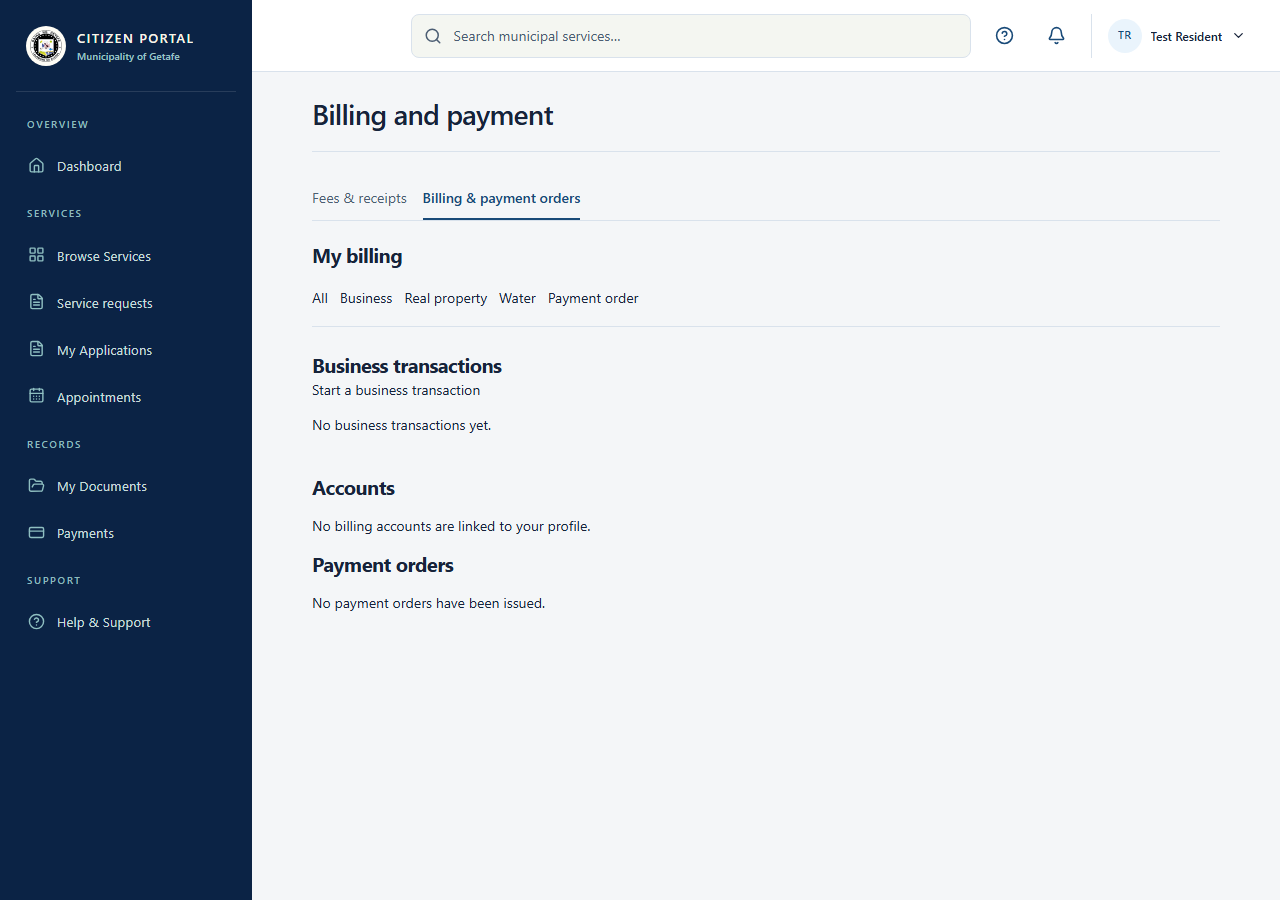 CITIZEN PORTAL
Municipality of Getafe
OVERVIEW
Dashboard
SERVICES
Browse Services
Service requests
My Applications
Appointments
RECORDS
My Documents
Payments
SUPPORT
Help & Support
Search municipal services...
TR
Test Resident
Billing and payment
Fees & receipts
Billing & payment orders
My billing
All Business Real property Water Payment order
Business transactions
Start a business transaction
No business transactions yet.
Accounts
No billing accounts are linked to your profile.
Payment orders
No payment orders have been issued.